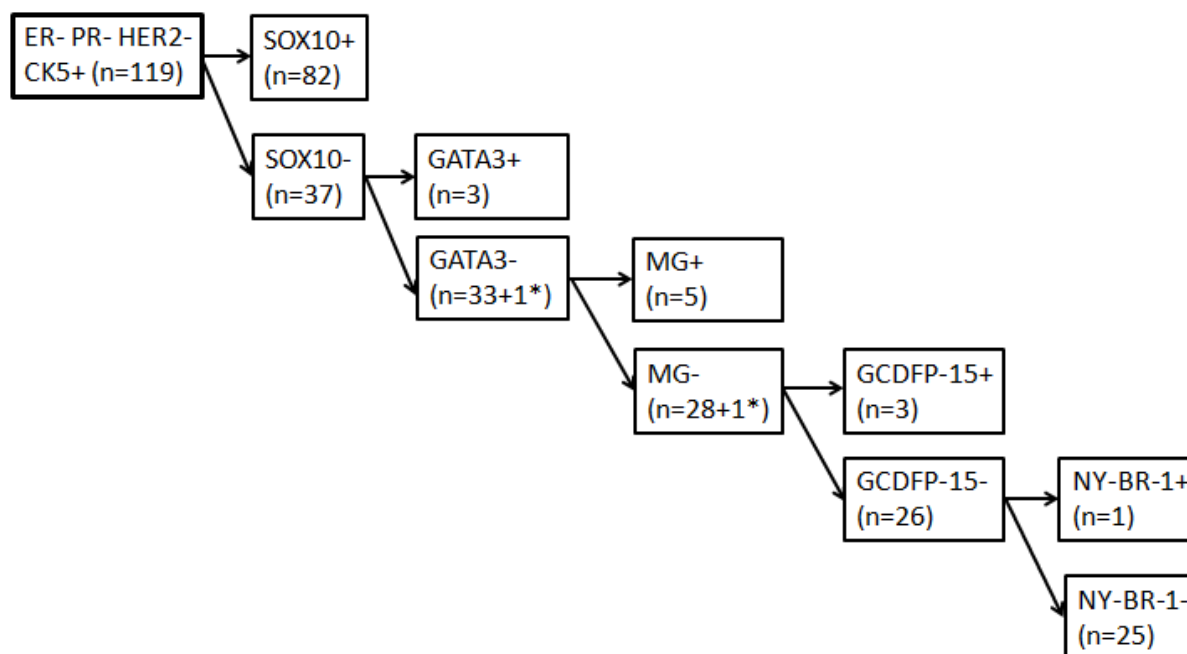 ER- PR- HER2-
CK5+ (n=119)
SOX10+
(n=82)
SOX10-
(n=37)
GATA3+
(n=3)
GATA3-
(n=33+1*)
MG+
(n=5)
MG-
(n=28+1*)
GCDFP-15+
(n=3)
GCDFP-15-
(n=26)
NY-BR-1+
(n=1)
NY-BR-1-
(n=25)